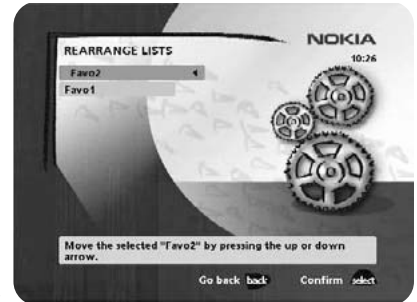 NOKIA
REARRANGE LISTS
10:26
Favo2
Favo1
Move the selected "Favo2" by pressing the up or down
arrow.
Go back back Confirm select